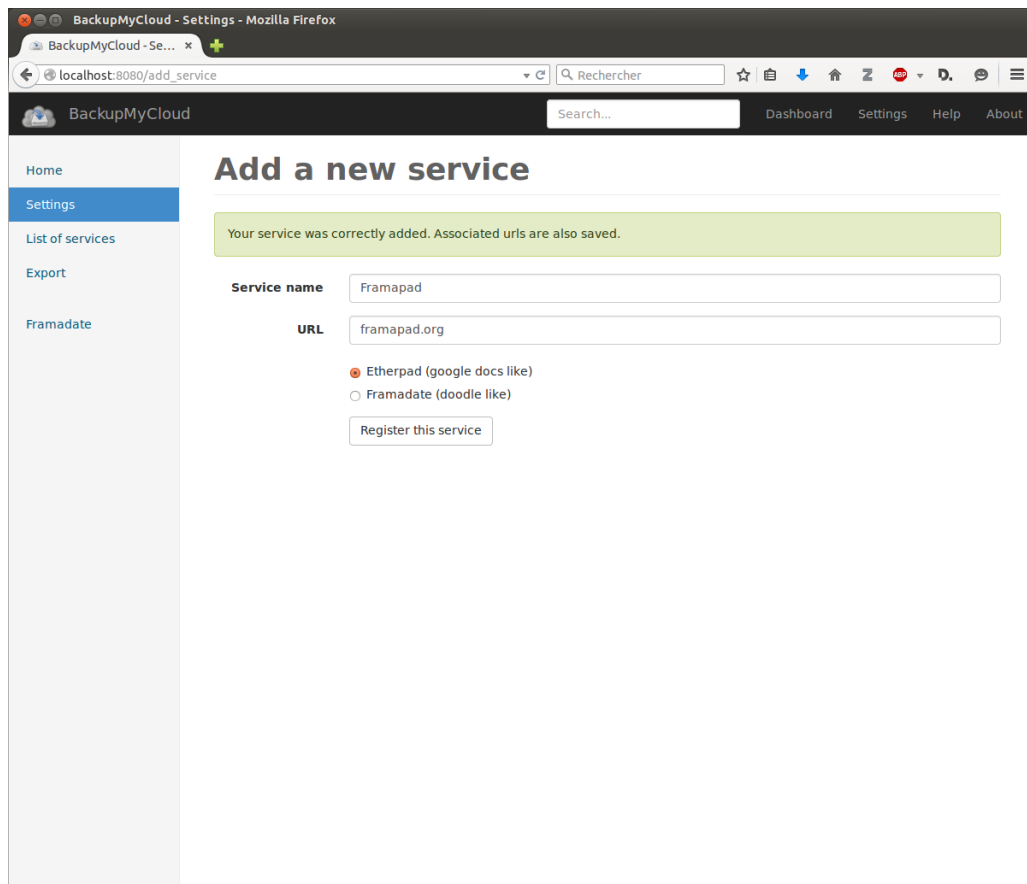 BackupMyCloud - Settings - Mozilla Firefox
BackupMyCloud - Se...
localhost:8080/add_service
Rechercher
ABP
D.
BackupMyCloud
Search...
Dashboard Settings Help About
Home
Settings
List of services
Export
Framadate
Add a new service
Your service was correctly added. Associated urls are also saved.
Service name Framapad
URL framapad.org
Etherpad (google docs like)
Framadate (doodle like)
Register this service